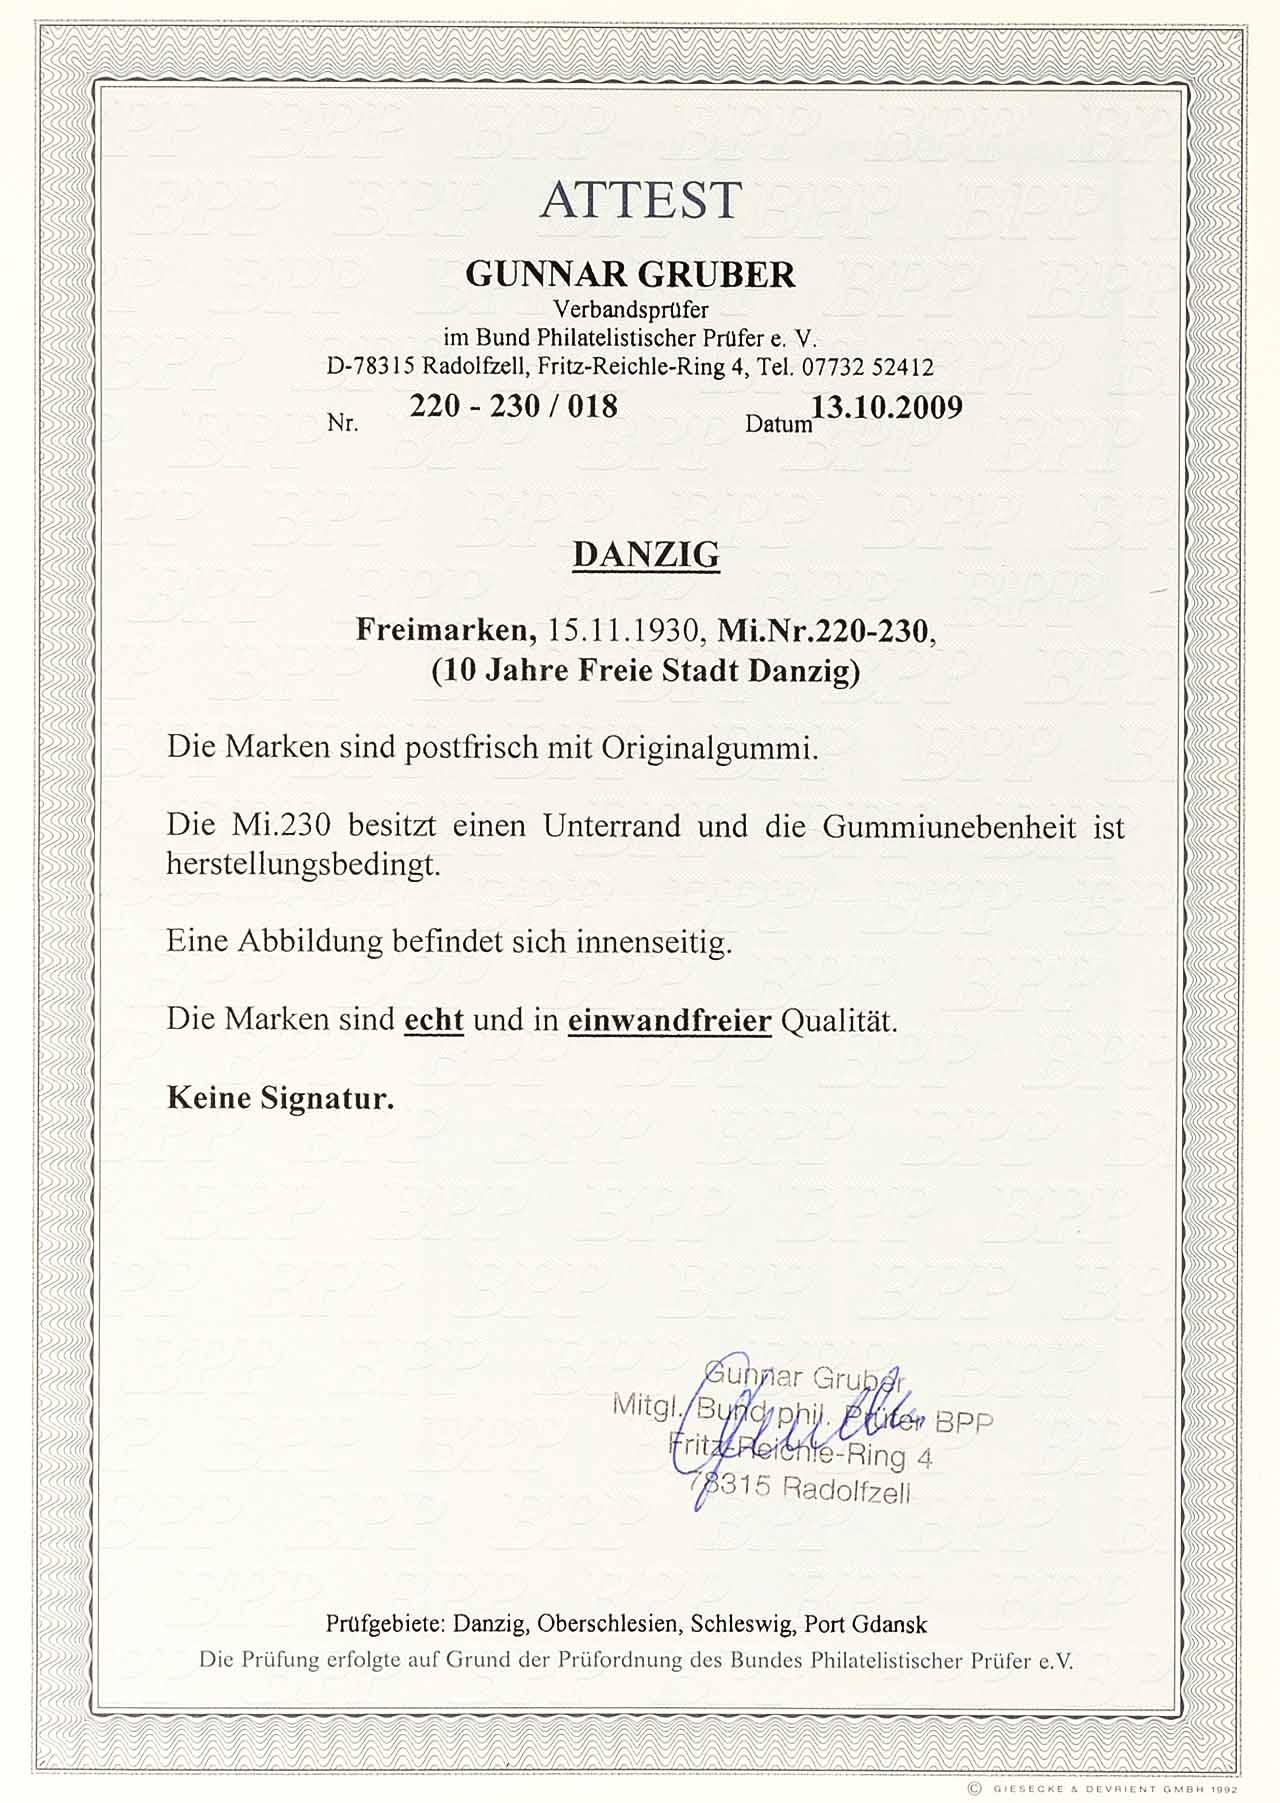 ATTEST
GUNNAR GRUBER
Verbandsprüfer
im Bund Philatelistischer Prüfer e. V.
D-78315 Radolfzell, Fritz-Reichle-Ring 4, Tel. 07732 52412
Nr. 220 - 230 / 018 Datum 13.10.2009
DANZIG
Freimarken, 15.11.1930, Mi.Nr.220-230,
(10 Jahre Freie Stadt Danzig)
Die Marken sind postfrisch mit Originalgummi.
Die Mi.230 besitzt einen Unterrand und die Gummiunebenheit ist
herstellungsbedingt.
Eine Abbildung befindet sich innenseitig.
Die Marken sind echt und in einwandfreier Qualität.
Keine Signatur.
Gunnar Gruber
Mitgl. Bund phil. Prüfer BPP
Fritz-Reichle-Ring 4
78315 Radolfzell
Prüfgebiete: Danzig, Oberschlesien, Schleswig, Port Gdansk
Die Prüfung erfolgte auf Grund der Prüfordnung des Bundes Philatelistischer Prüfer e.V.
© GIESECKE & DEVRIENT GMBH 1992